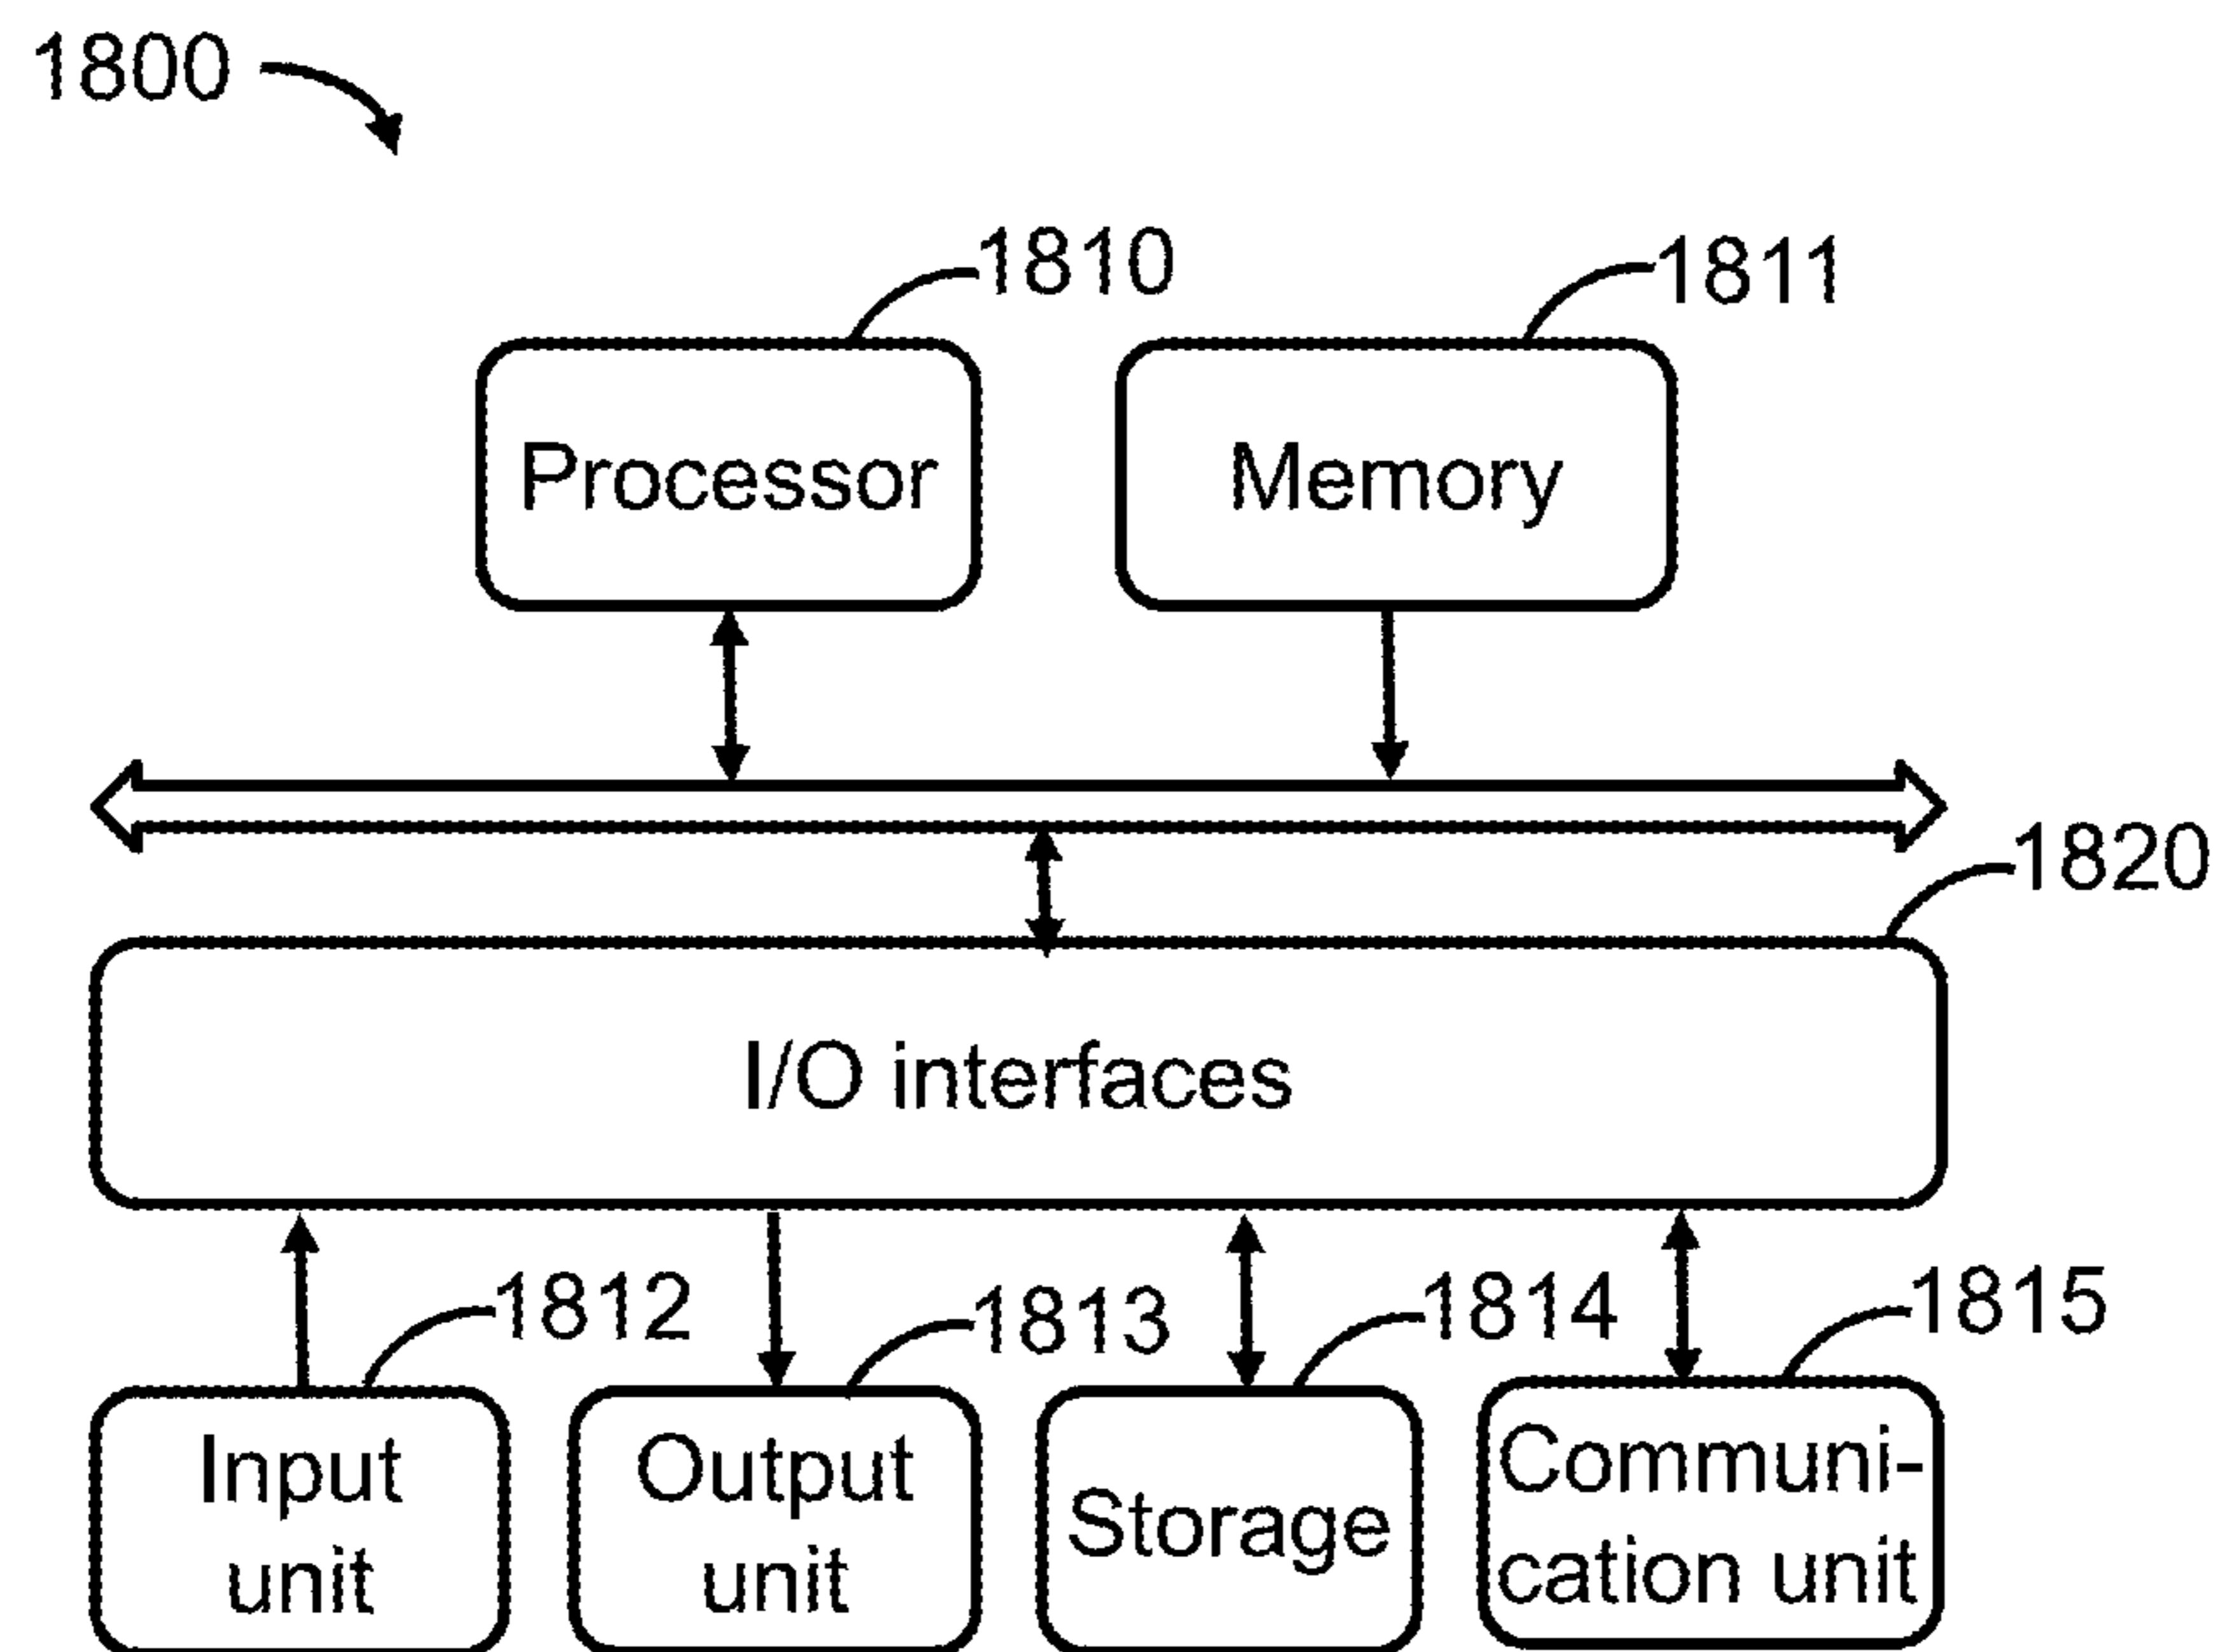 1800
1810
1811
Processor
Memory
1820
I/O interfaces
1812
1813
1814
1815
Input
unit
Output
unit
Storage
Communi-
cation unit